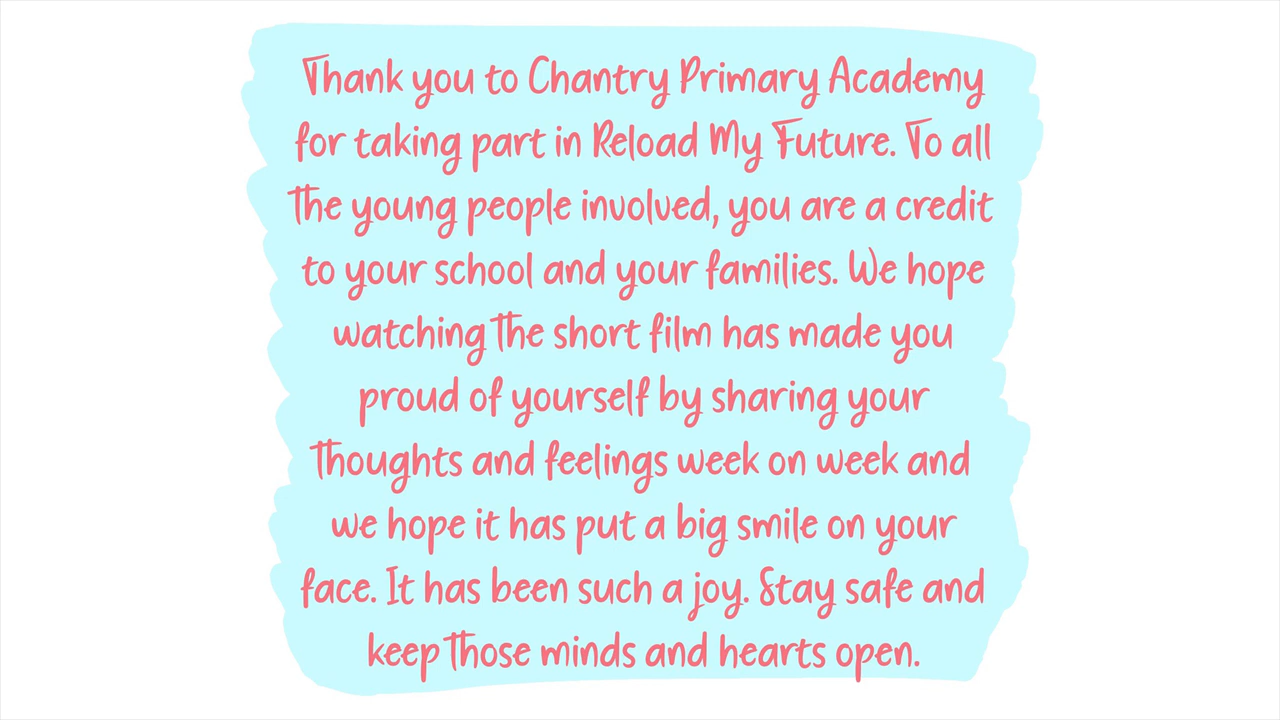 Thank you to Chantry Primary Academy
for taking part in Reload My Future. To all
the young people involved, you are a credit
to your school and your families. We hope
watching the short film has made you
proud of yourself by sharing your
thoughts and feelings week on week and
we hope it has put a big smile on your
face. It has been such a joy. Stay safe and
keep those minds and hearts open.